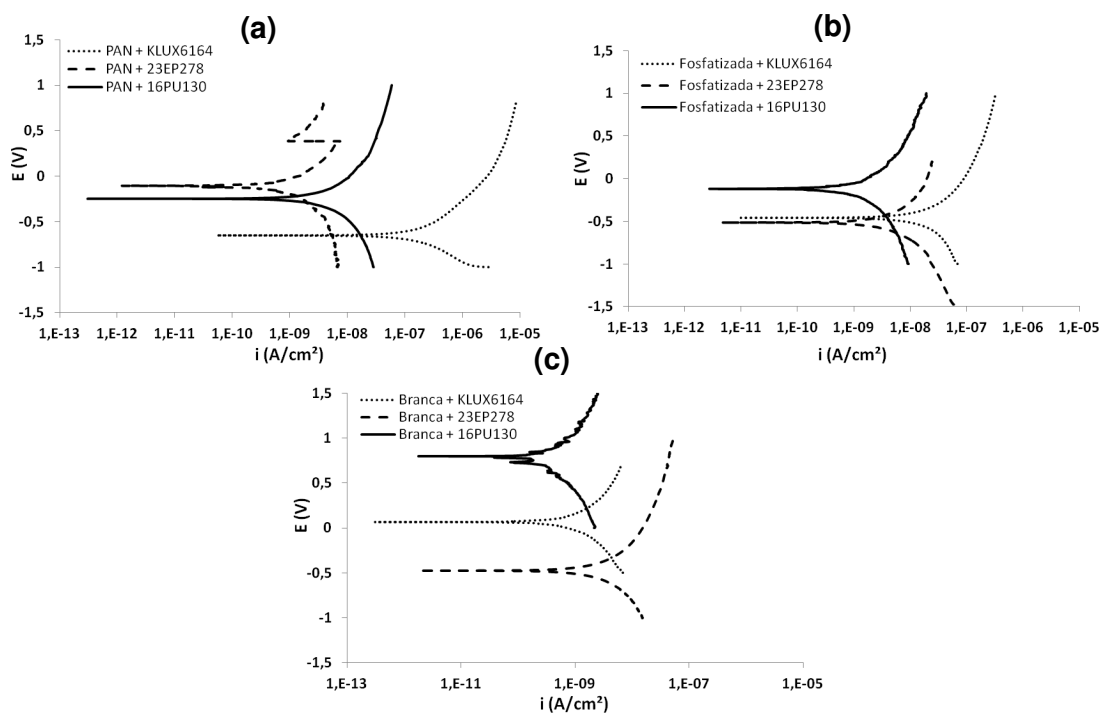 (a)
PAN + KLUX6164
PAN + 23EP278
PAN + 16PU130
1,5
1
0,5
0
-0,5
-1
-1,5
E (V)
1,E-13 1,E-12 1,E-11 1,E-10 1,E-09 1,E-08 1,E-07 1,E-06 1,E-05
i (A/cm²)
(b)
Fosfatizada + KLUX6164
Fosfatizada + 23EP278
Fosfatizada + 16PU130
1,5
1
0,5
0
-0,5
-1
-1,5
E (V)
1,E-13 1,E-12 1,E-11 1,E-10 1,E-09 1,E-08 1,E-07 1,E-06 1,E-05
i (A/cm²)
(c)
Branca + KLUX6164
Branca + 23EP278
Branca + 16PU130
1,5
1
0,5
0
-0,5
-1
-1,5
E (V)
1,E-13 1,E-11 1,E-09 1,E-07 1,E-05
i (A/cm²)